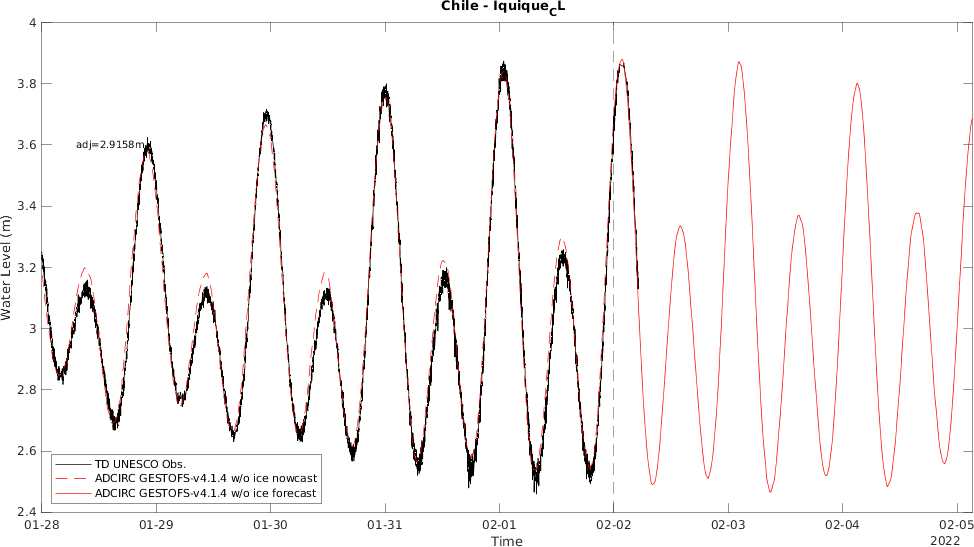 Chile - Iquique_CL
4
3.8
3.6
3.4
3.2
3
2.8
2.6
2.4
Water Level (m)
adj=2.9158m
TD UNESCO Obs.
ADCIRC GESTOFS-v4.1.4 w/o ice nowcast
ADCIRC GESTOFS-v4.1.4 w/o ice forecast
01-28 01-29 01-30 01-31 02-01 02-02 02-03 02-04 02-05
Time
2022